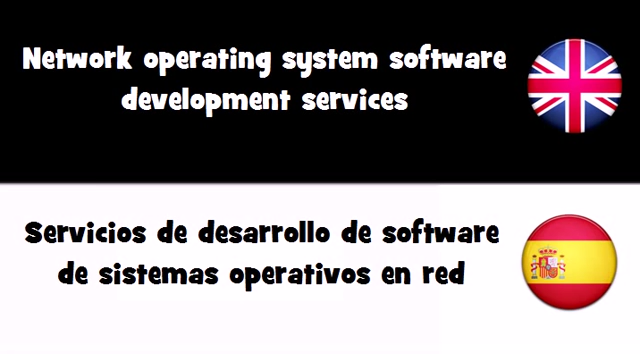 Network operating system software
development services
Servicios de desarrollo de software
de sistemas operativos en red